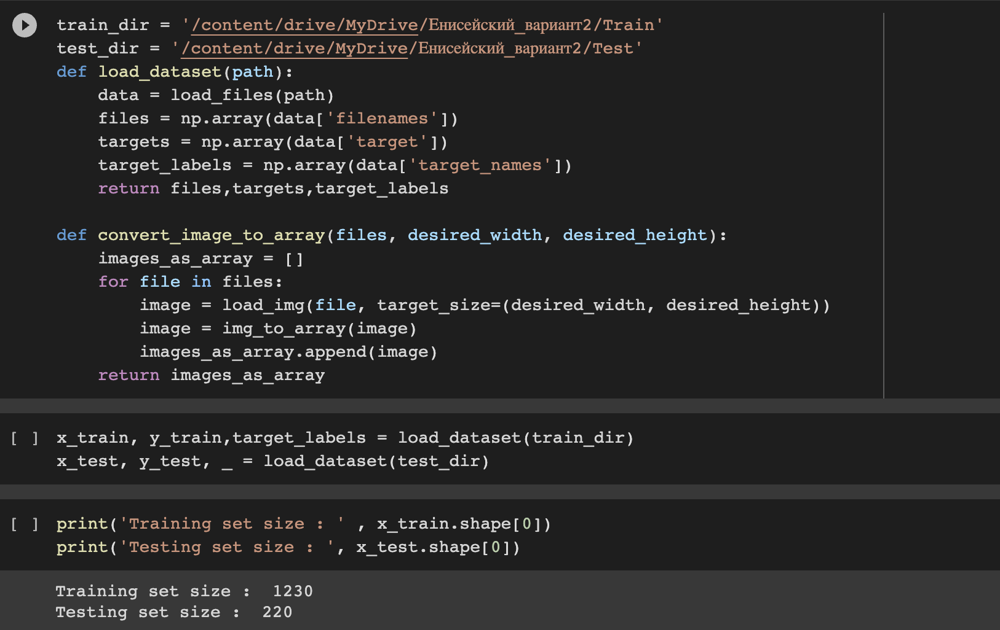 train_dir = '/content/drive/MyDrive/Енисейский_вариант2/Train'
test_dir = '/content/drive/MyDrive/Енисейский_вариант2/Test'
def load_dataset(path):
    data = load_files(path)
    files = np.array(data['filenames'])
    targets = np.array(data['target'])
    target_labels = np.array(data['target_names'])
    return files,targets,target_labels

def convert_image_to_array(files, desired_width, desired_height):
    images_as_array = []
    for file in files:
        image = load_img(file, target_size=(desired_width, desired_height))
        image = img_to_array(image)
        images_as_array.append(image)
    return images_as_array
[ ] x_train, y_train,target_labels = load_dataset(train_dir)
x_test, y_test, _ = load_dataset(test_dir)
[ ] print('Training set size : ' , x_train.shape[0])
print('Testing set size : ', x_test.shape[0])
Training set size :  1230
Testing set size :  220